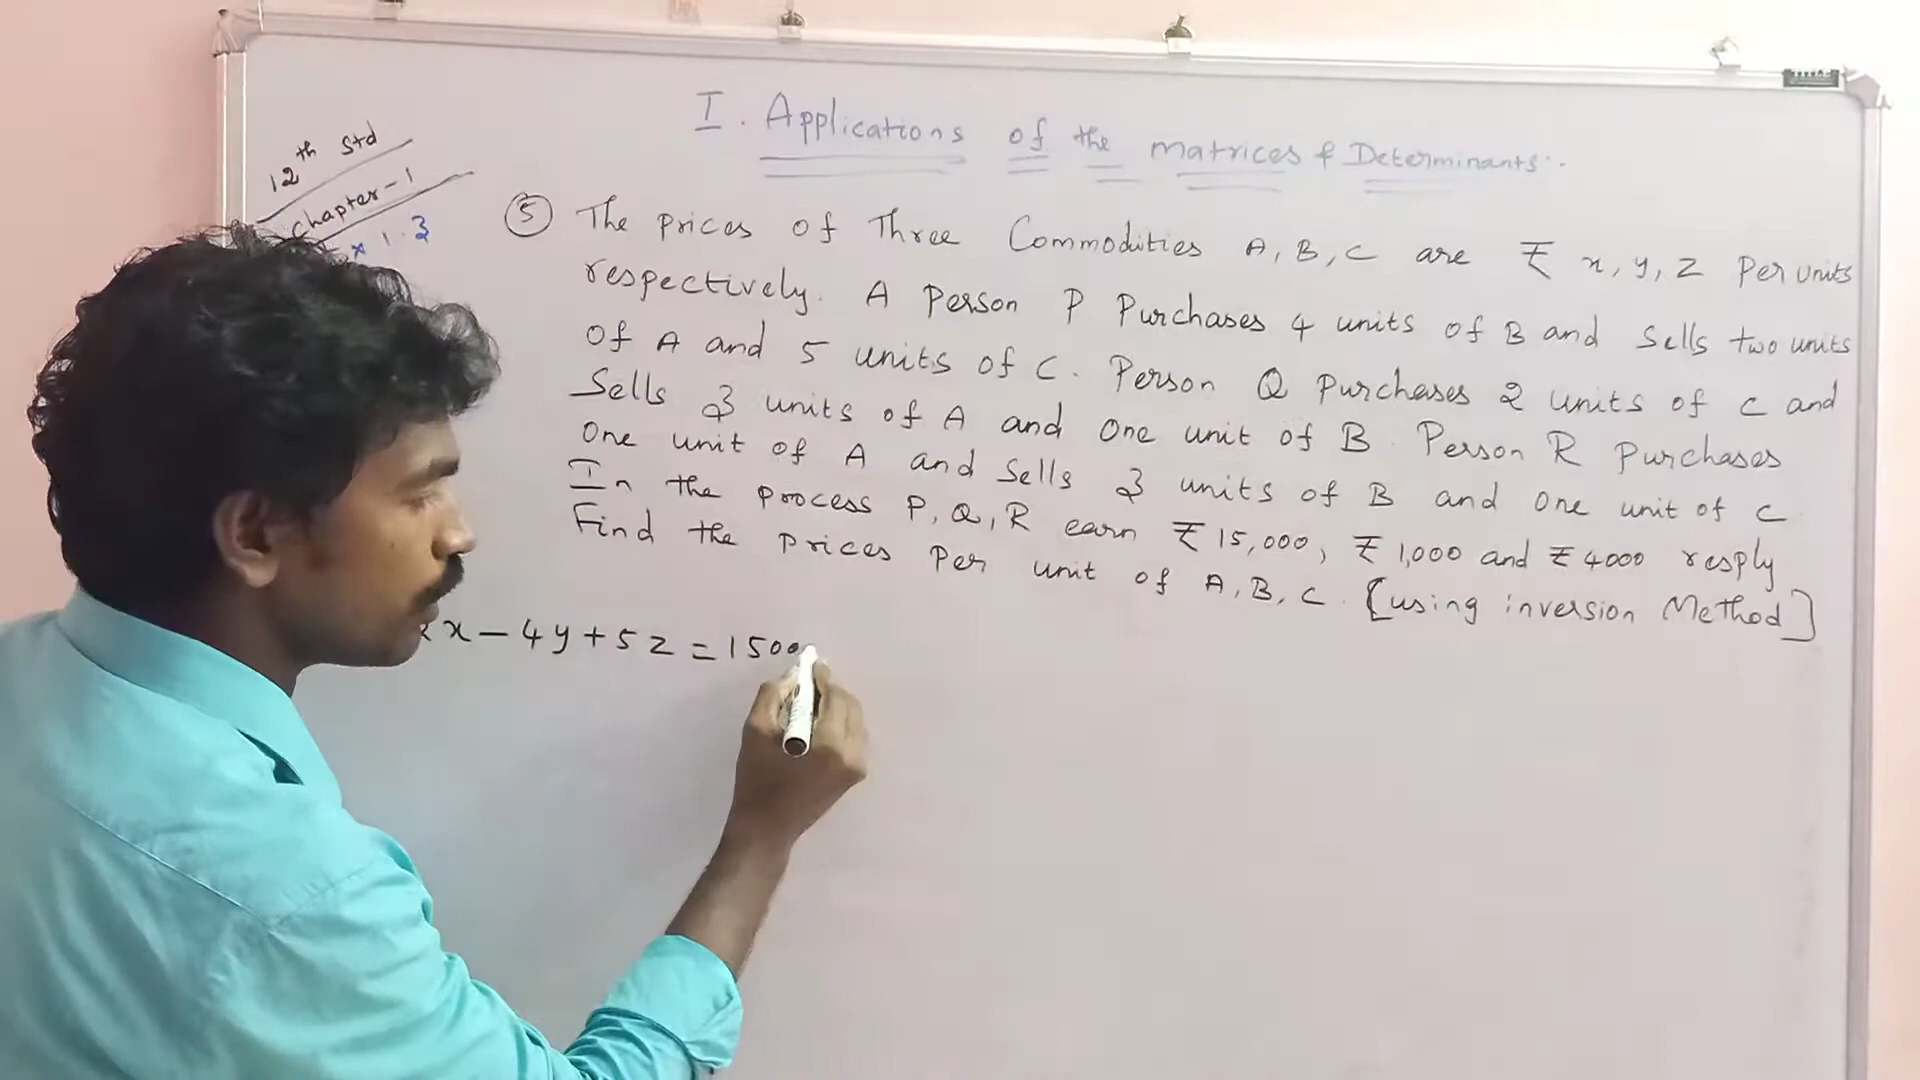 I. Applications of the Matrices & Determinants:-
12th Std
Chapter-1
x 1.3
5 The Prices of Three Commodities A, B, C are ₹ x, y, z Per units
respectively. A Person P Purchases 4 units of B and Sells two units
of A and 5 units of C. Person Q Purchases 2 units of C and
Sells 3 units of A and One unit of B. Person R Purchases
One unit of A and Sells 3 units of B and One unit of C
In the process P, Q, R earn ₹ 15,000, ₹ 1,000 and ₹ 4000 resply
Find the Prices Per unit of A, B, C. [using inversion Method]
x - 4y + 5z = 1500